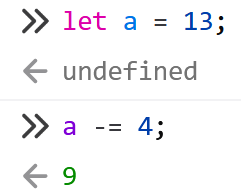 >> let a = 13;
← undefined
>> a -= 4;
← 9